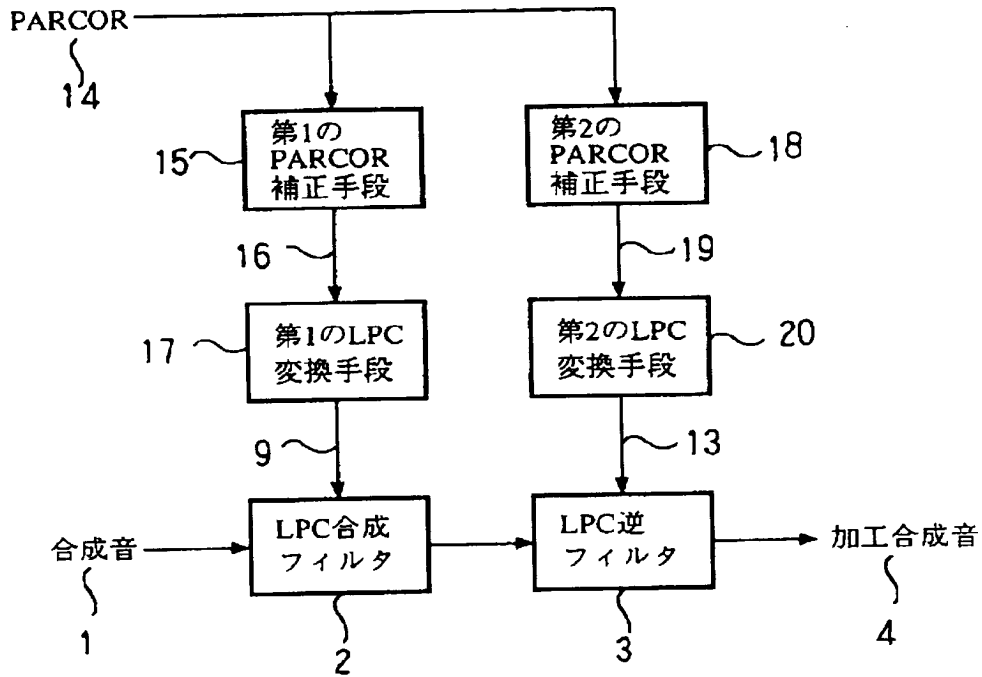 PARCOR
14
第1の
PARCOR
補正手段
15
第2の
PARCOR
補正手段
18
16
19
17
第1のLPC
変換手段
第2のLPC
変換手段
20
9
13
合成音
1
LPC合成
フィルタ
2
LPC逆
フィルタ
3
加工合成音
4